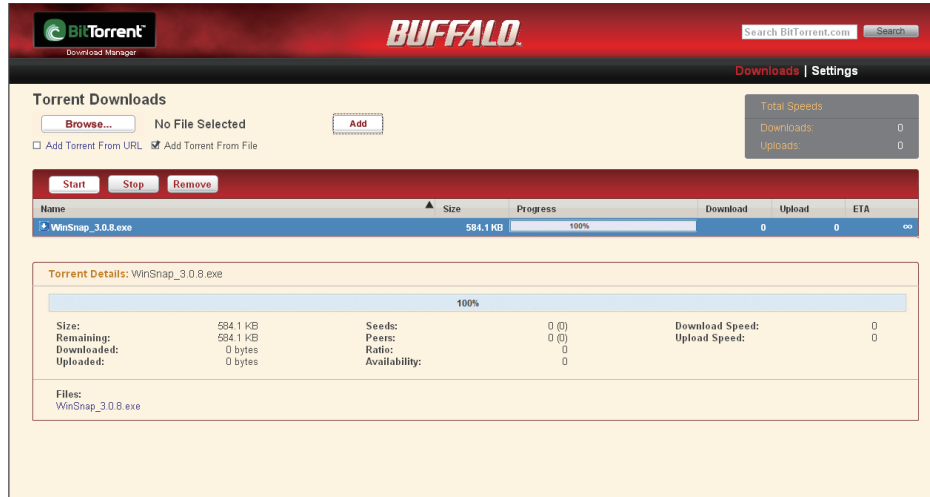 BitTorrent™
Download Manager
BUFFALO™
Search BitTorrent.com Search
Downloads | Settings
Torrent Downloads
Browse... No File Selected Add
Add Torrent From URL Add Torrent From File
Total Speeds
Downloads: 0
Uploads: 0
Start Stop Remove
Name Size Progress Download Upload ETA
WinSnap_3.0.8.exe 584.1 KB 100% 0 0 ∞
Torrent Details: WinSnap_3.0.8.exe
100%
Size: 584.1 KB Seeds: 0 (0) Download Speed: 0
Remaining: 584.1 KB Peers: 0 (0) Upload Speed: 0
Downloaded: 0 bytes Ratio: 0
Uploaded: 0 bytes Availability: 0
Files:
WinSnap_3.0.8.exe